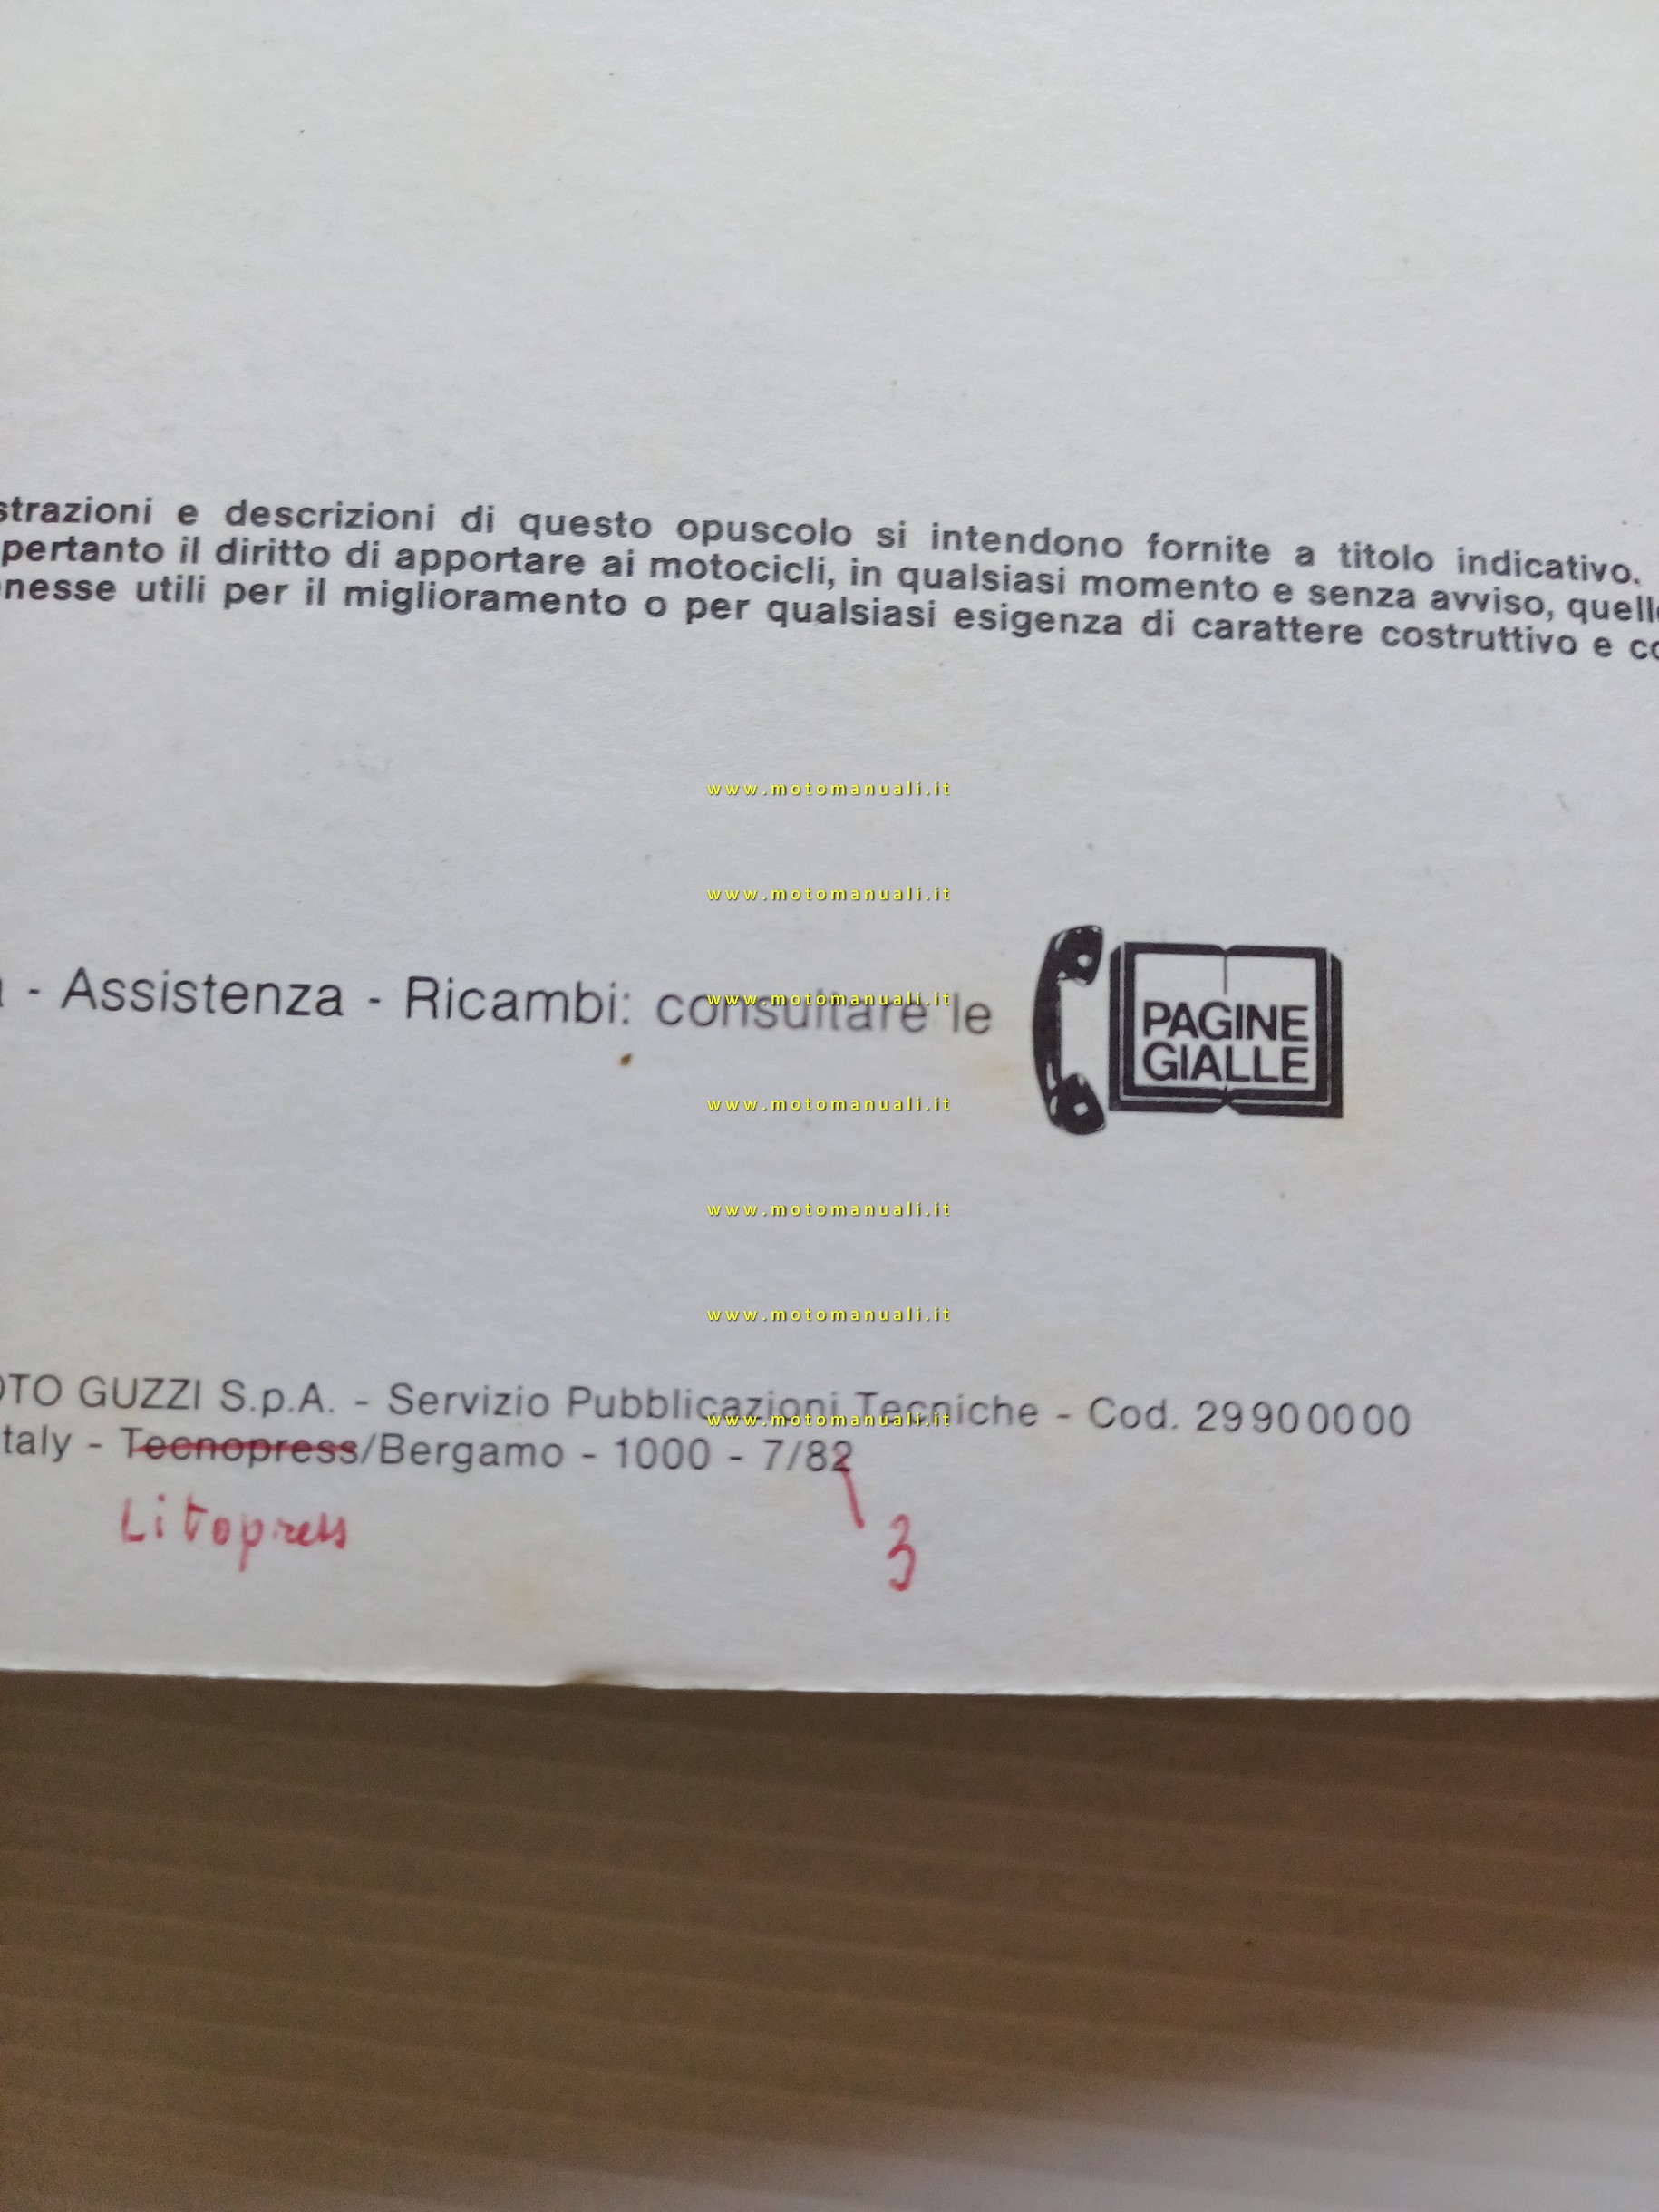 strazioni e descrizioni di questo opuscolo si intendono fornite a titolo indicativo.
pertanto il diritto di apportare ai motocicli, in qualsiasi momento e senza avviso, quell
nesse utili per il miglioramento o per qualsiasi esigenza di carattere costruttivo e co
www.motomanuali.it
www.motomanuali.it
- Assistenza - Ricambi: consultare le
PAGINE
GIALLE
www.motomanuali.it
www.motomanuali.it
www.motomanuali.it
www.motomanuali.it
OTO GUZZI S.p.A. - Servizio Pubblicazioni Tecniche - Cod. 29900000
www.motomanuali.it
taly - Tecnopress/Bergamo - 1000 - 7/82
Litopress
3